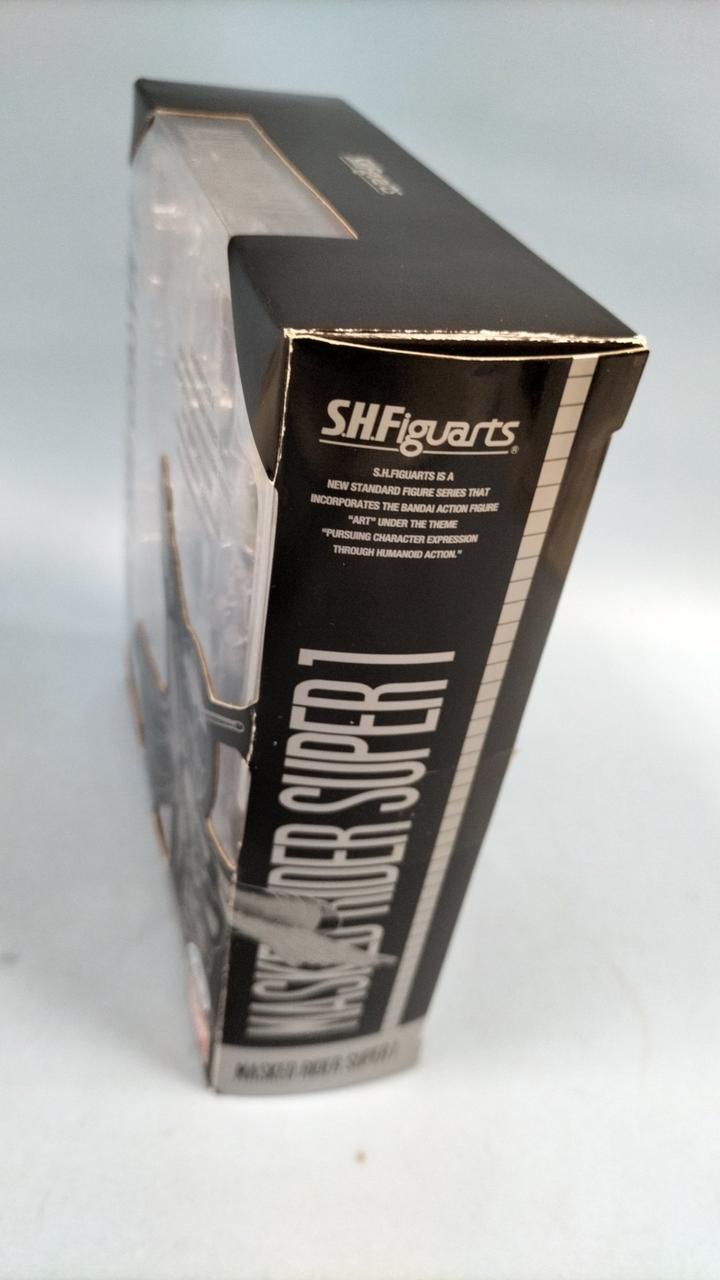 S.H.Figuarts
S.H.Figuarts®
S.H.FIGUARTS IS A
NEW STANDARD FIGURE SERIES THAT
INCORPORATES THE BANDAI ACTION FIGURE
"ART" UNDER THE THEME
"PURSUING CHARACTER EXPRESSION
THROUGH HUMANOID ACTION."
MASKED RIDER SUPER 1
MASKED RIDER SUPER 1